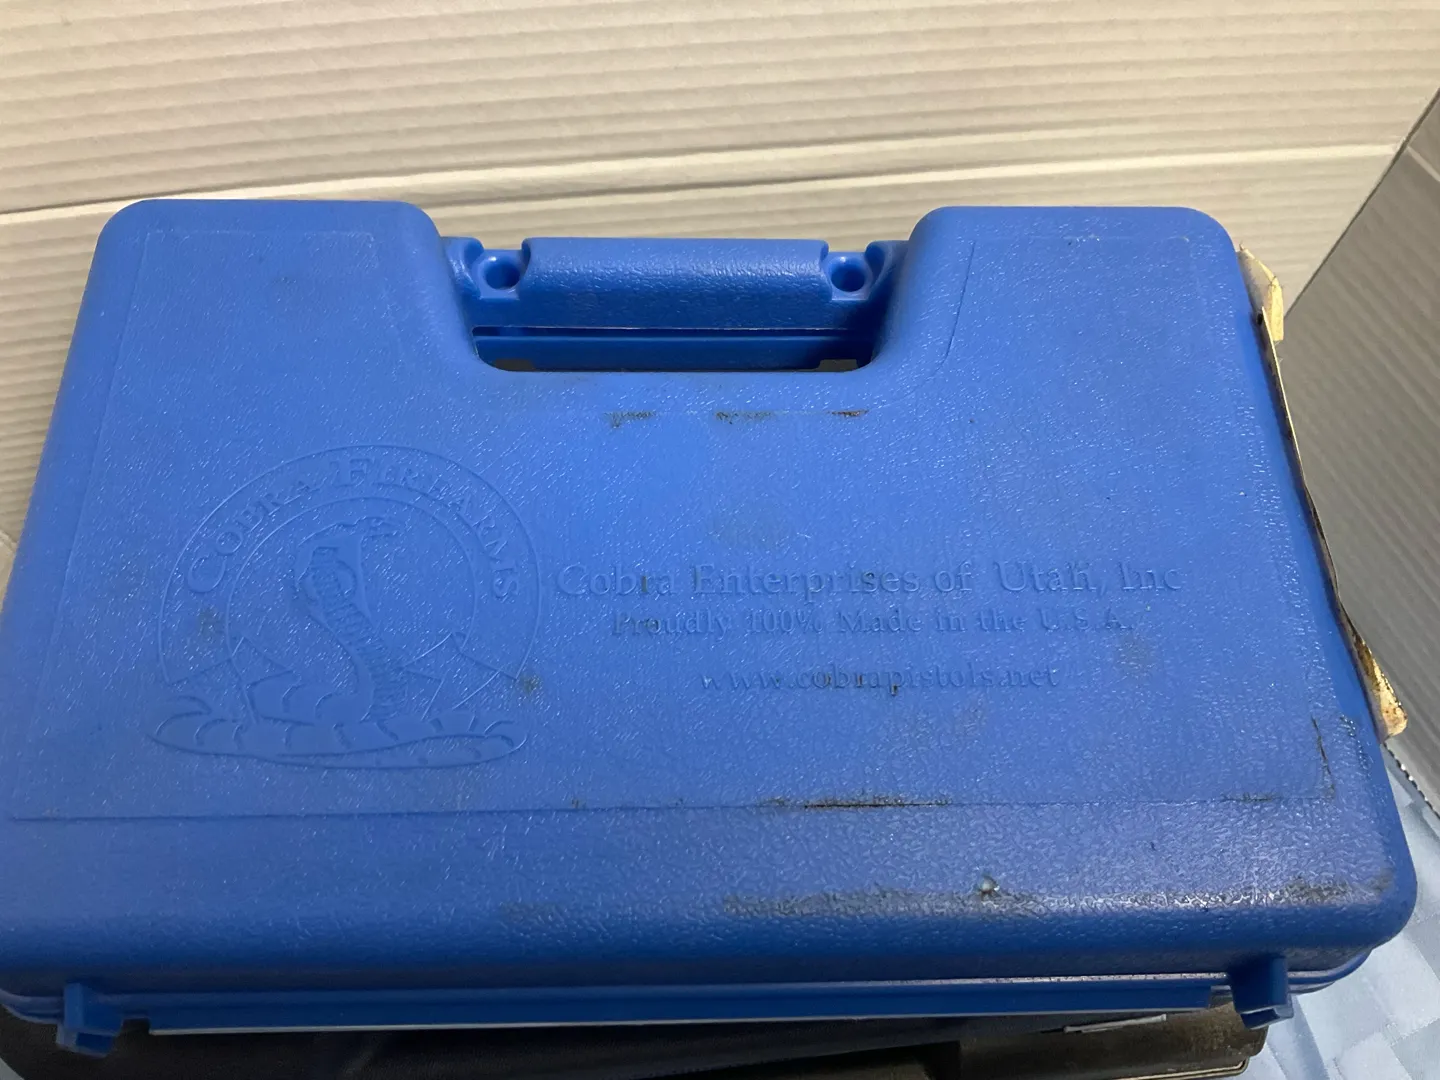 COBRA FIREARMS
Cobra Enterprises of Utah, Inc
Proudly 100% Made in the U.S.A.
www.cobrapistols.net